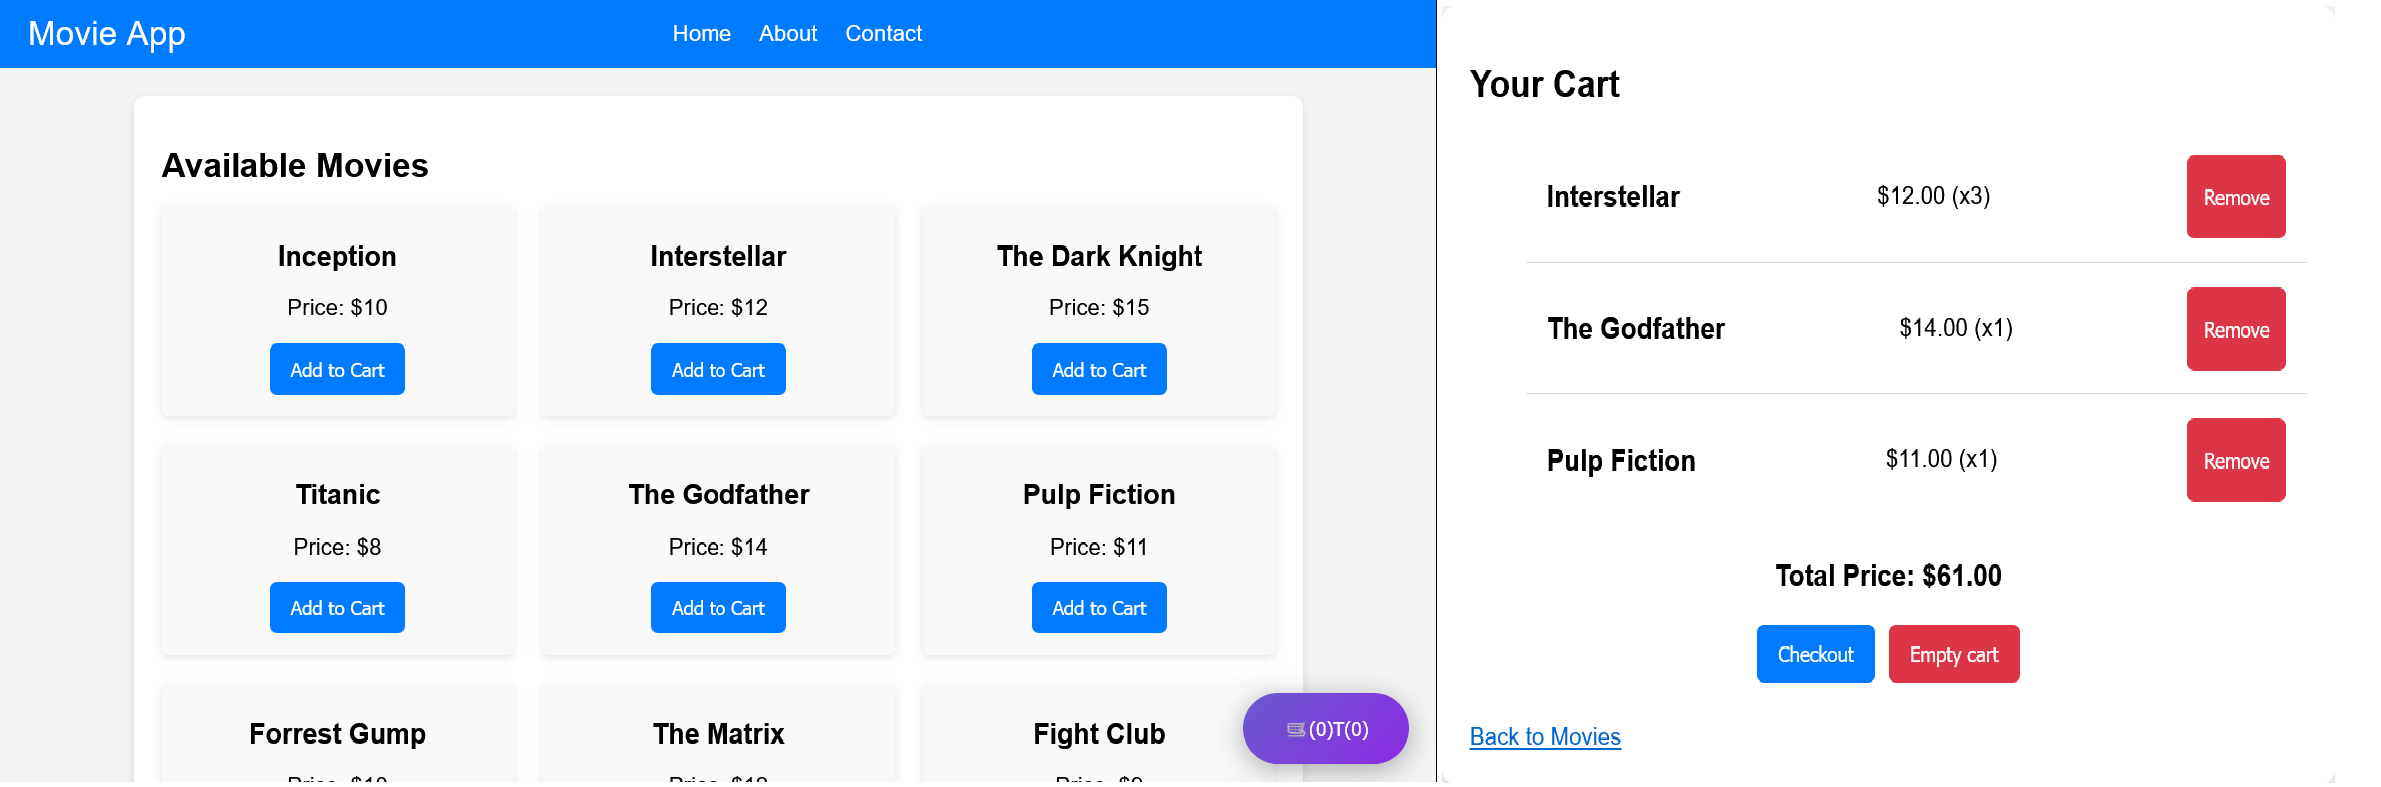 Movie App
Home About Contact
Available Movies
Inception
Price: $10
Add to Cart
Interstellar
Price: $12
Add to Cart
The Dark Knight
Price: $15
Add to Cart
Titanic
Price: $8
Add to Cart
The Godfather
Price: $14
Add to Cart
Pulp Fiction
Price: $11
Add to Cart
Forrest Gump
The Matrix
Fight Club
(0)T(0)
Your Cart
Interstellar $12.00 (x3) Remove
The Godfather $14.00 (x1) Remove
Pulp Fiction $11.00 (x1) Remove
Total Price: $61.00
Checkout Empty cart
Back to Movies